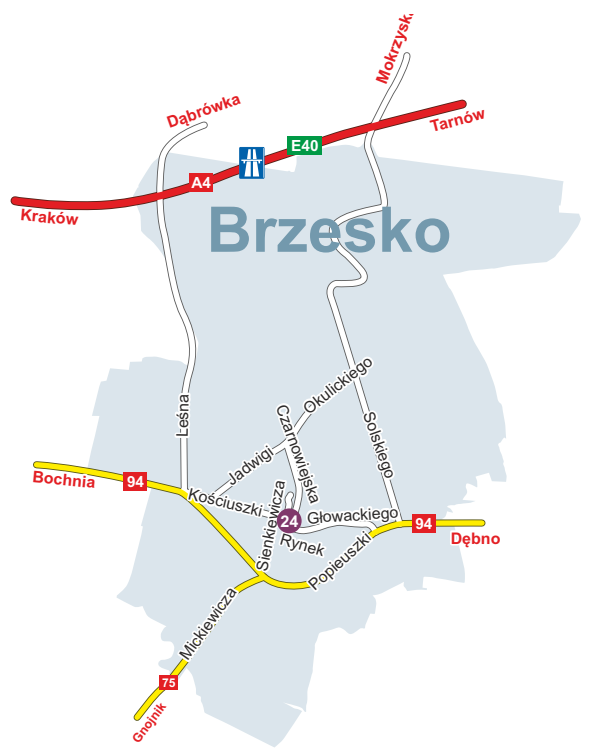 Mokrzyska
Dąbrówka
Tarnów
E40
A4
Kraków
Brzesko
Okulickiego
Leśna
Czarnowiejska
Solskiego
Jadwigi
Bochnia
94
Kościuszki
Sienkiewicza
24
Głowackiego
94
Rynek
Dębno
Popiełuszki
Mickiewicza
75
Gnojnik